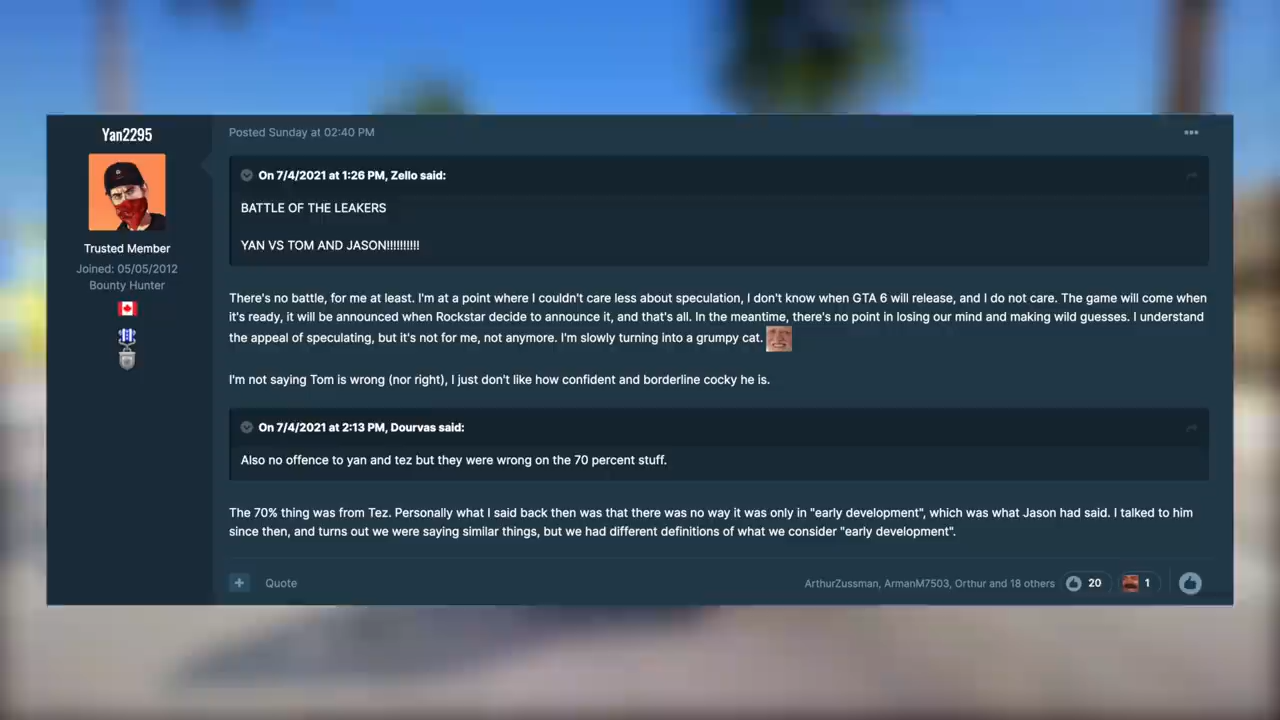 Yan2295
Trusted Member
Joined: 05/05/2012
Bounty Hunter
Posted Sunday at 02:40 PM
On 7/4/2021 at 1:26 PM, Zello said:
BATTLE OF THE LEAKERS
YAN VS TOM AND JASON!!!!!!!!!!
There's no battle, for me at least. I'm at a point where I couldn't care less about speculation, I don't know when GTA 6 will release, and I do not care. The game will come when
it's ready, it will be announced when Rockstar decide to announce it, and that's all. In the meantime, there's no point in losing our mind and making wild guesses. I understand
the appeal of speculating, but it's not for me, not anymore. I'm slowly turning into a grumpy cat.
I'm not saying Tom is wrong (nor right), I just don't like how confident and borderline cocky he is.
On 7/4/2021 at 2:13 PM, Dourvas said:
Also no offence to yan and tez but they were wrong on the 70 percent stuff.
The 70% thing was from Tez. Personally what I said back then was that there was no way it was only in "early development", which was what Jason had said. I talked to him
since then, and turns out we were saying similar things, but we had different definitions of what we consider "early development".
Quote
ArthurZussman, ArmanM7503, Orthur and 18 others
20
1